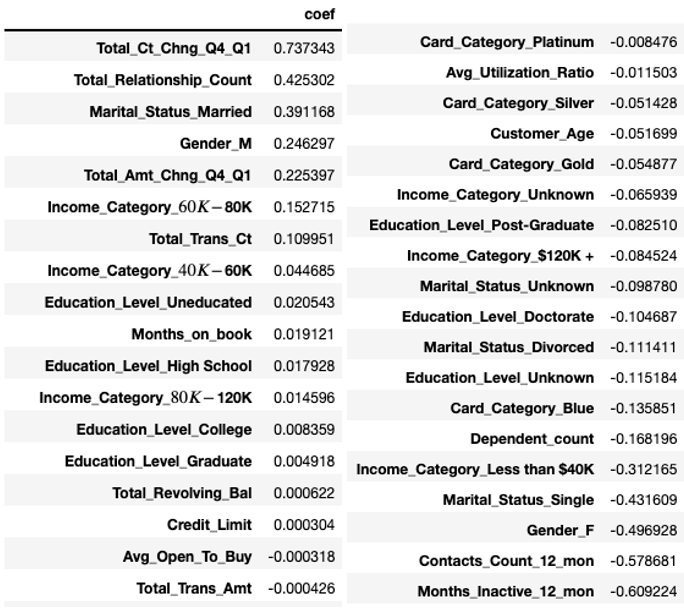 coef
Total_Ct_Chng_Q4_Q1 0.737343
Total_Relationship_Count 0.425302
Marital_Status_Married 0.391168
Gender_M 0.246297
Total_Amt_Chng_Q4_Q1 0.225397
Income_Category_60K−80K 0.152715
Total_Trans_Ct 0.109951
Income_Category_40K−60K 0.044685
Education_Level_Uneducated 0.020543
Months_on_book 0.019121
Education_Level_High School 0.017928
Income_Category_80K−120K 0.014596
Education_Level_College 0.008359
Education_Level_Graduate 0.004918
Total_Revolving_Bal 0.000622
Credit_Limit 0.000304
Avg_Open_To_Buy -0.000318
Total_Trans_Amt -0.000426
Card_Category_Platinum -0.008476
Avg_Utilization_Ratio -0.011503
Card_Category_Silver -0.051428
Customer_Age -0.051699
Card_Category_Gold -0.054877
Income_Category_Unknown -0.065939
Education_Level_Post-Graduate -0.082510
Income_Category_$120K + -0.084524
Marital_Status_Unknown -0.098780
Education_Level_Doctorate -0.104687
Marital_Status_Divorced -0.111411
Education_Level_Unknown -0.115184
Card_Category_Blue -0.135851
Dependent_count -0.168196
Income_Category_Less than $40K -0.312165
Marital_Status_Single -0.431609
Gender_F -0.496928
Contacts_Count_12_mon -0.578681
Months_Inactive_12_mon -0.609224